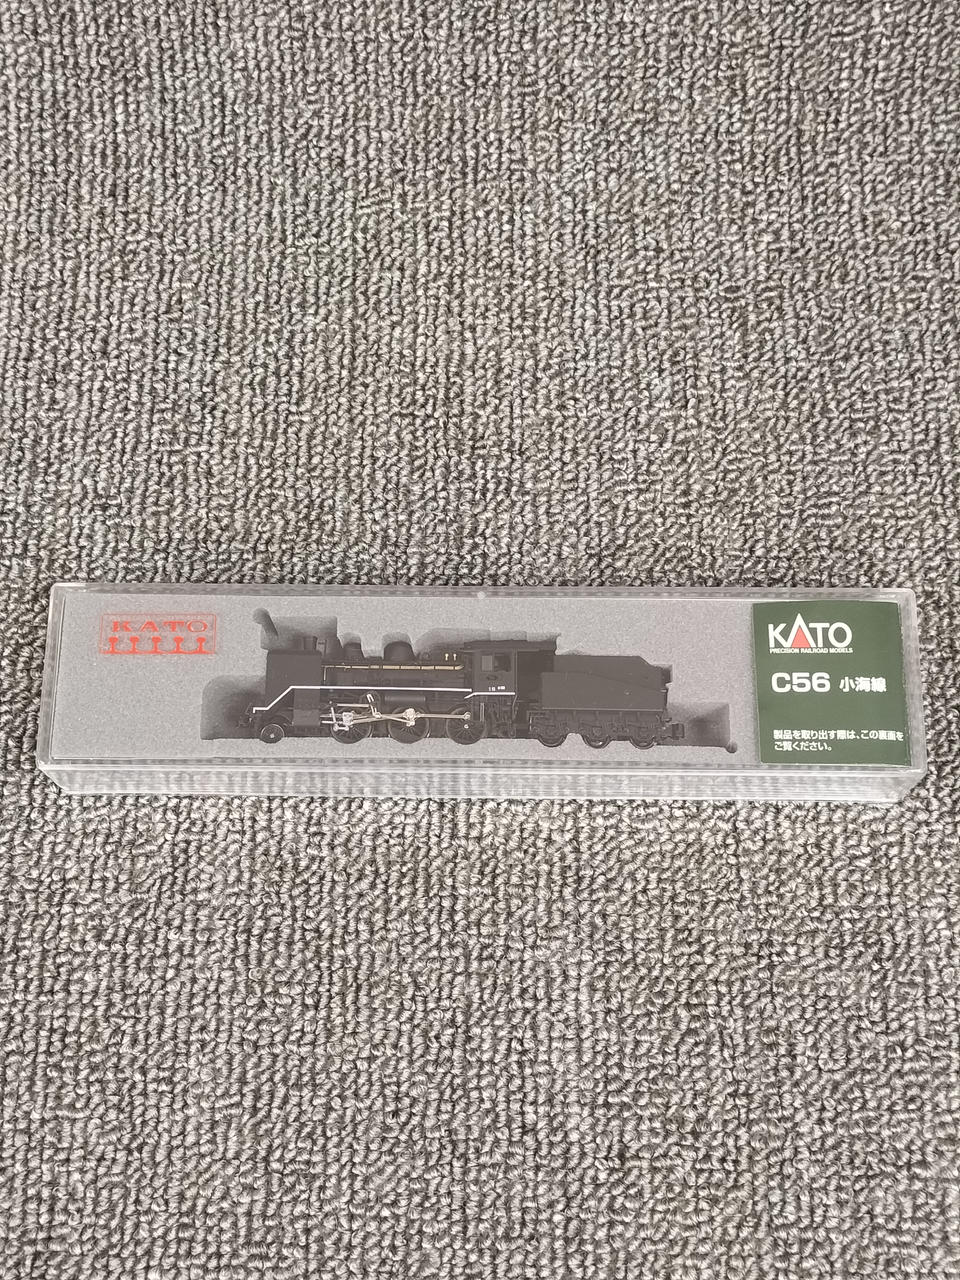 KATO
KATO
PRECISION RAILROAD MODELS
C56 小海線
製品を取り出す際は、この裏面を
ご覧ください。